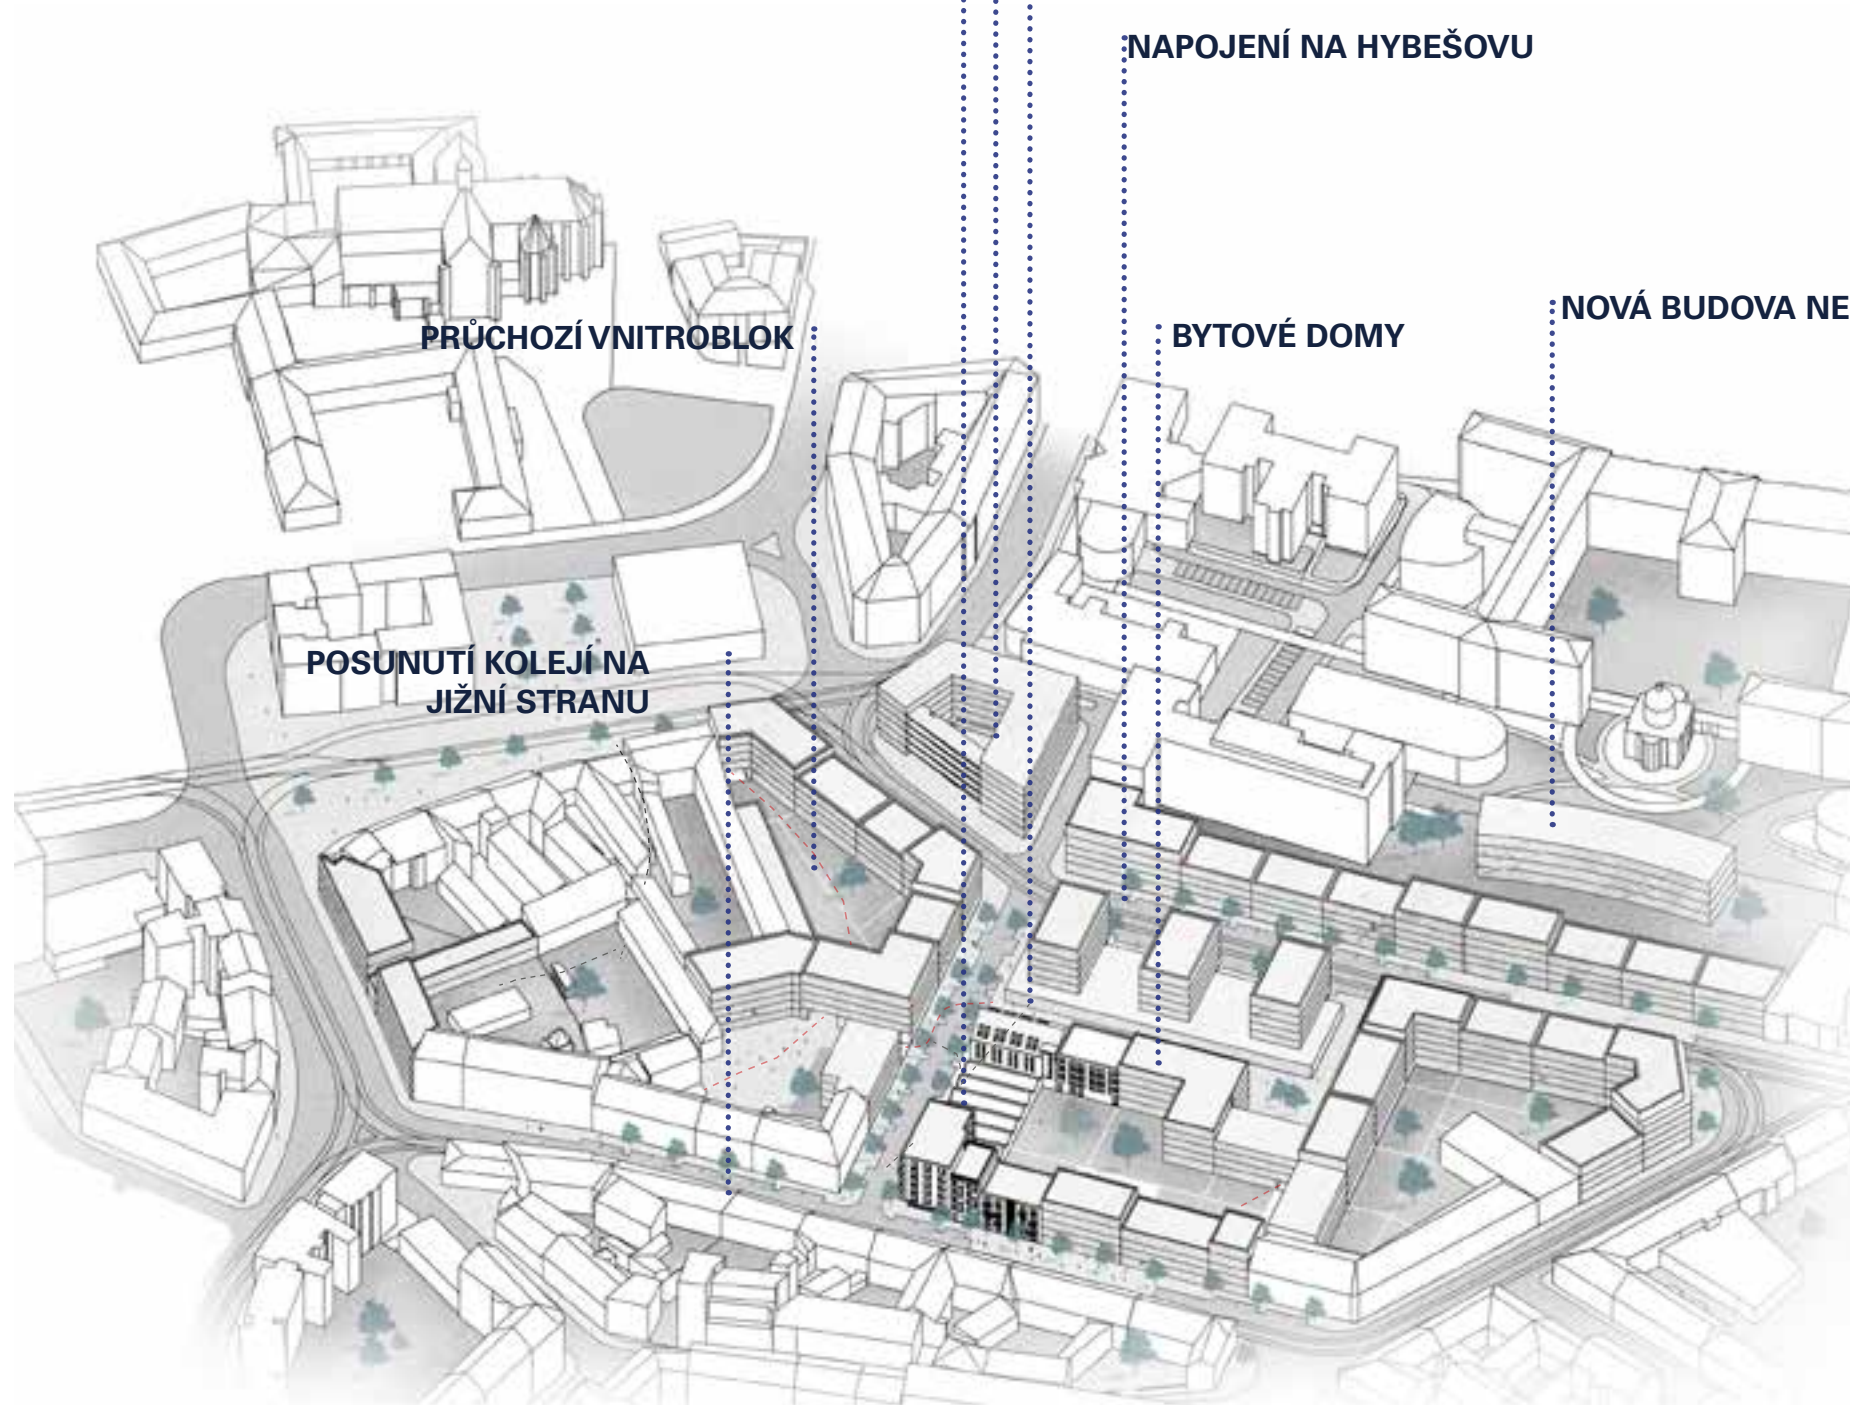 NAPOJENÍ NA HYBEŠOVU
NOVÁ BUDOVA NE
PRŮCHOZÍ VNITROBLOK
BYTOVÉ DOMY
POSUNUTÍ KOLEJÍ NA
JIŽNÍ STRANU